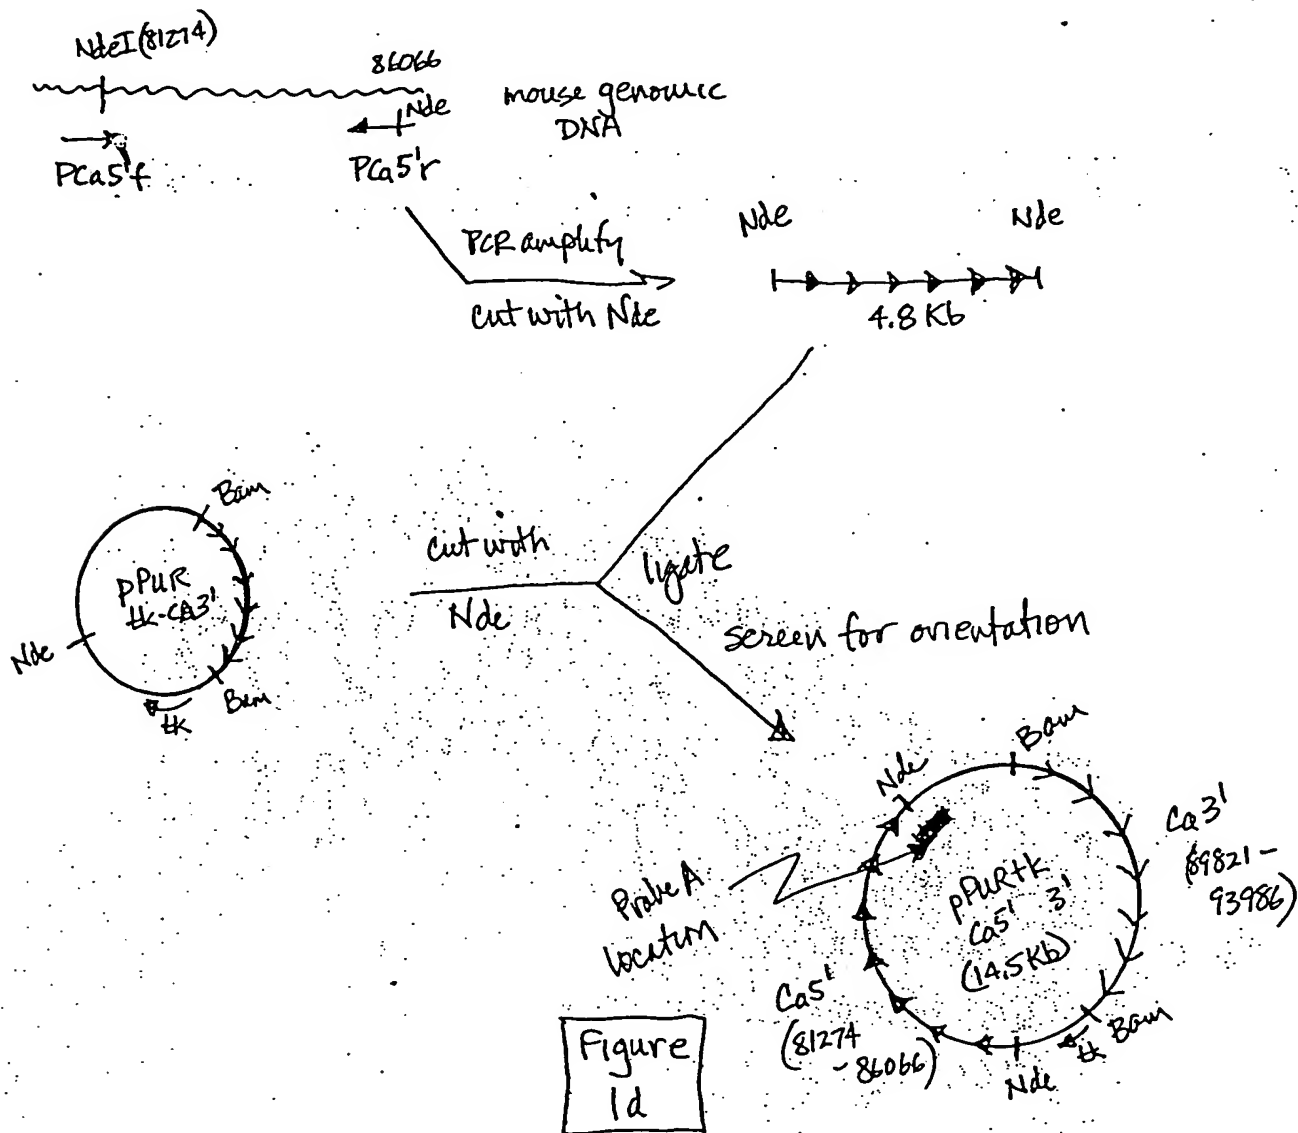 NdeI (81274)
86066
Nde
mouse genomic
DNA
PCa5'f
PCa5'r
PCR amplify
cut with Nde
Nde
Nde
4.8 Kb
Bam
pPUR
tk-CA3'
Nde
Bam
tk
cut with
Nde
ligate
screen for orientation
Nde
Bam
Ca3'
(89821-
93986)
Probe A
location
pPURtk
Ca5' 3'
(14.5Kb)
Ca5'
(81274
- 86066)
Bam
tk
Nde
Figure
1d